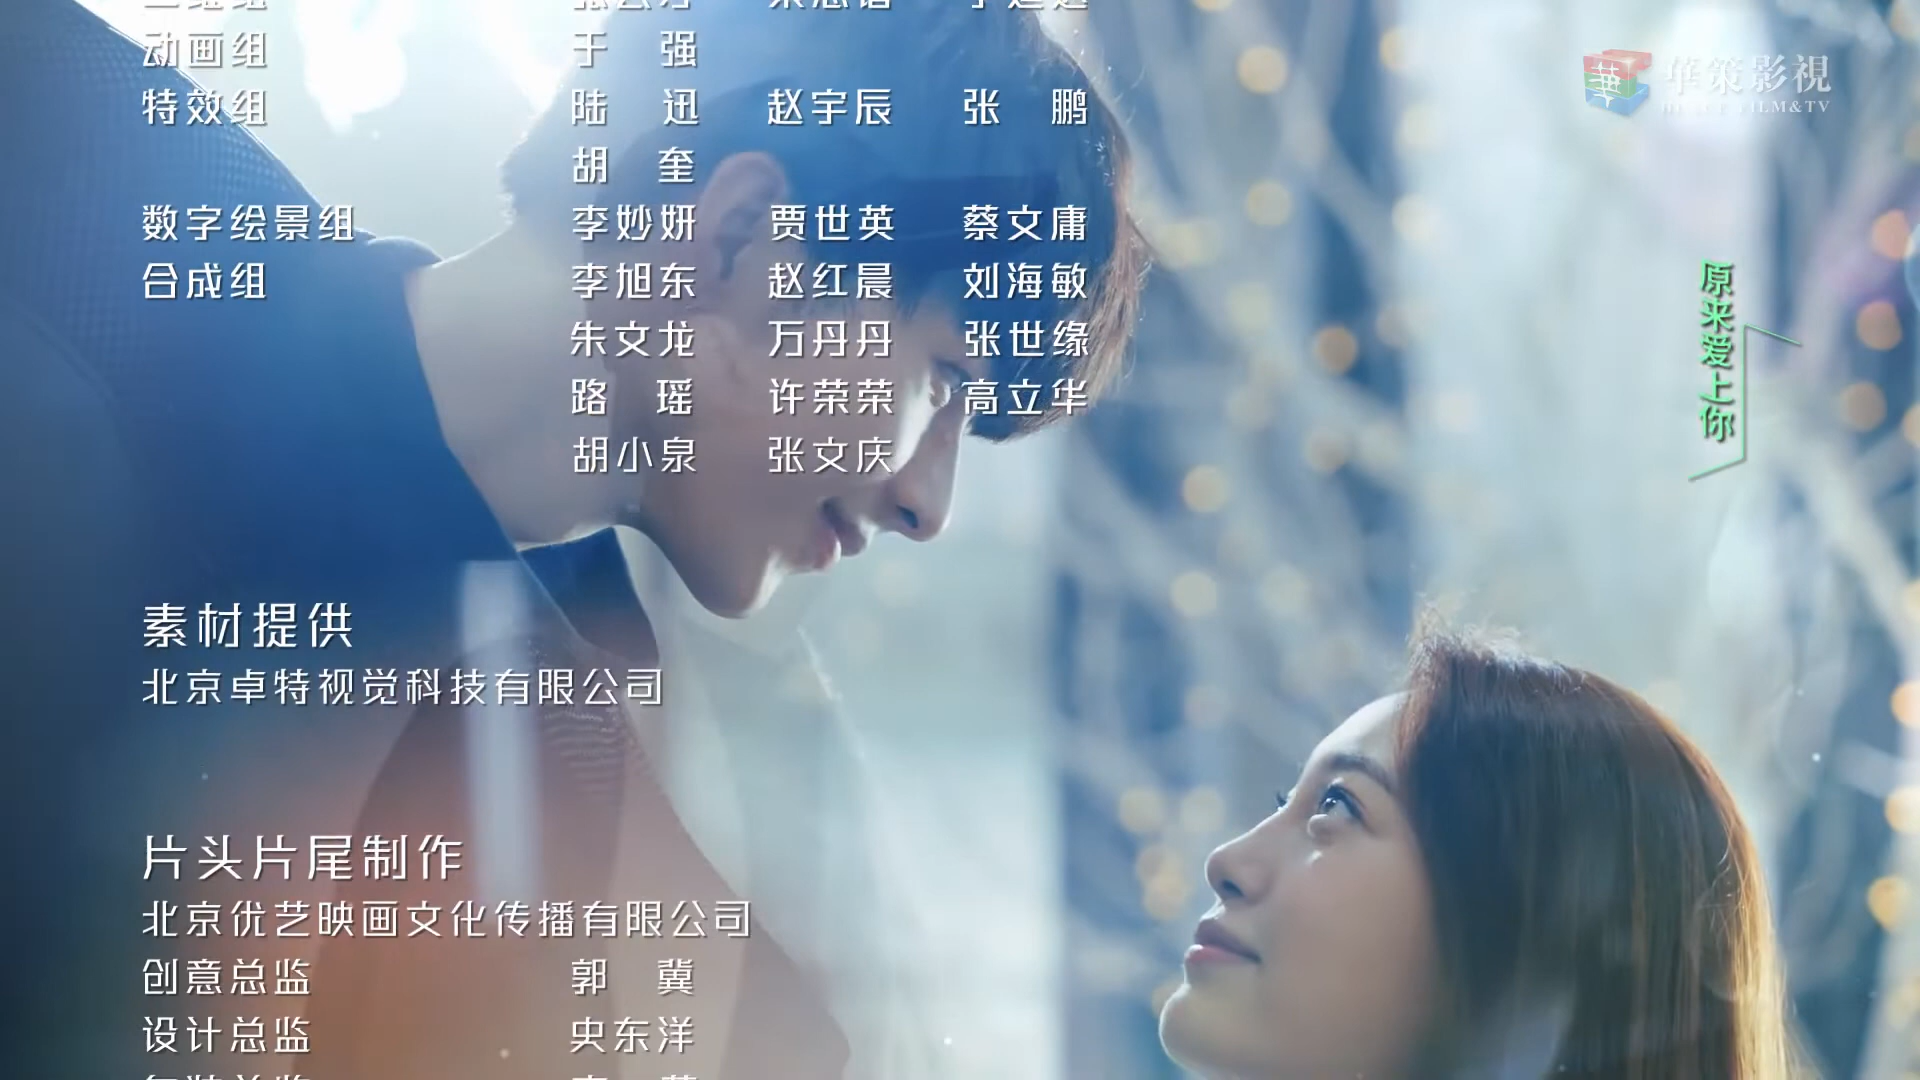 动画组 于 强
特效组 陆 迅 赵宇辰 张 鹏
胡 奎
数字绘景组 李妙妍 贾世英 蔡文庸
合成组 李旭东 赵红晨 刘海敏
朱文龙 万丹丹 张世缘
路 瑶 许荣荣 高立华
胡小泉 张文庆
素材提供
北京卓特视觉科技有限公司
片头片尾制作
北京优艺映画文化传播有限公司
创意总监 郭 冀
设计总监 央东洋
華策影視
FILM&TV
原来爱上你